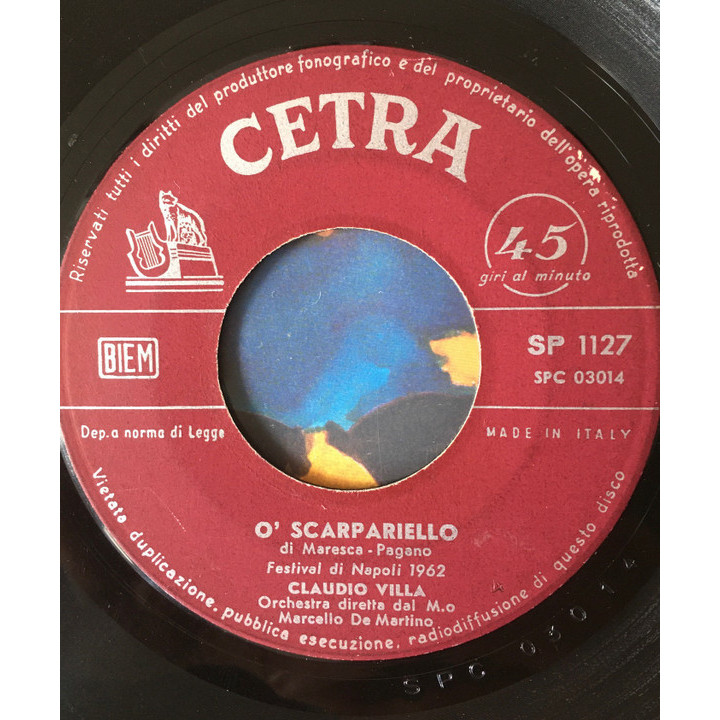 Riservati tutti i diritti del produttore fonografico e del proprietario dell'opera riprodotta
CETRA
45
giri al minuto
BIEM
SP 1127
SPC 03014
Dep. a norma di Legge
MADE IN ITALY
O' SCARPARIELLO
di Maresca - Pagano
Festival di Napoli 1962
CLAUDIO VILLA
Orchestra diretta dal M.o
Marcello De Martino
Vietata duplicazione, pubblica esecuzione, radiodiffusione di questo disco
SPC 03014